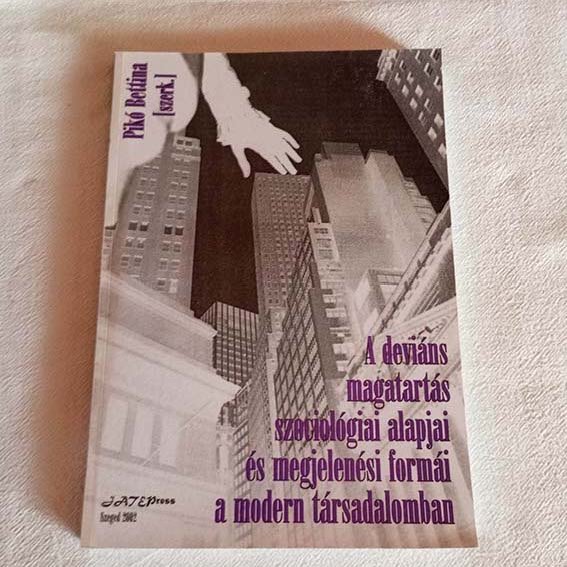 Pikó Bettina
[szerk.]
A deviáns
magatartás
szociológiai alapjai
és megjelenési formái
a modern társadalomban
JATEPress
Szeged 2002